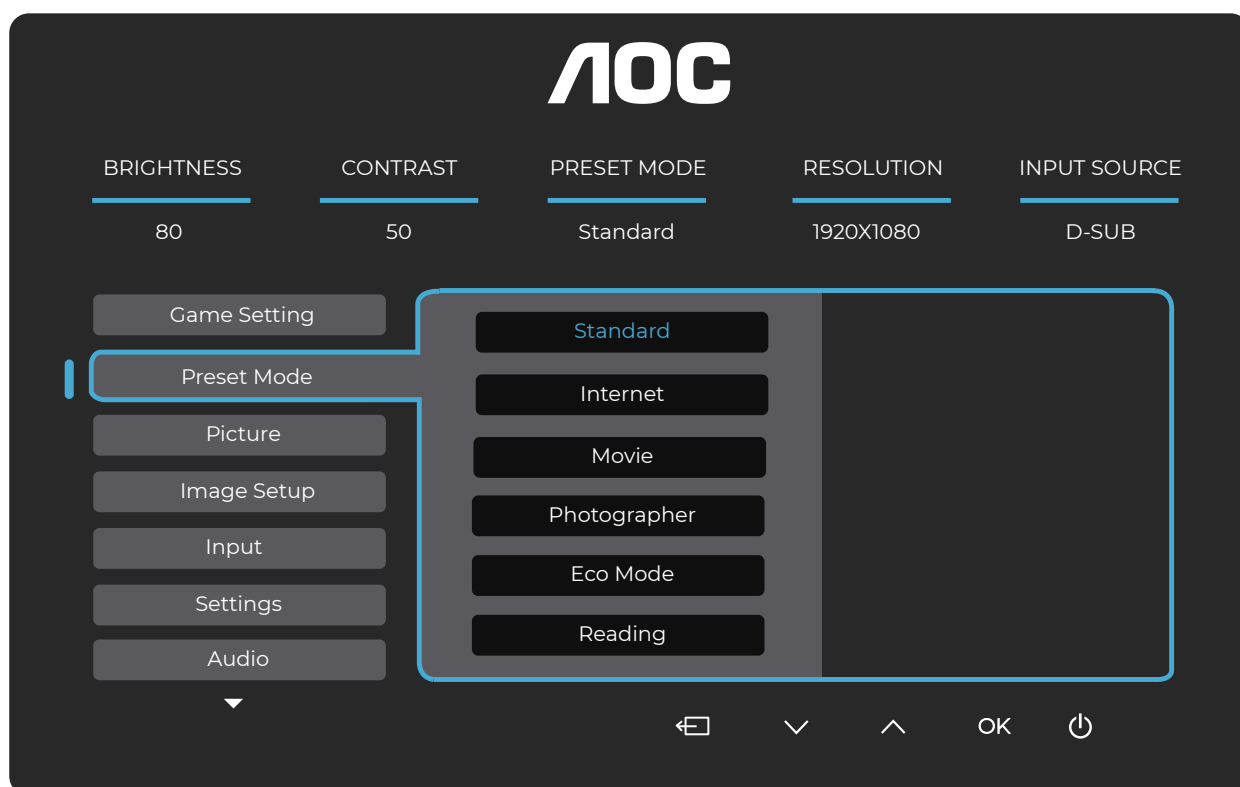 AOC
BRIGHTNESS CONTRAST PRESET MODE RESOLUTION INPUT SOURCE
80 50 Standard 1920X1080 D-SUB
Game Setting
Preset Mode
Picture
Image Setup
Input
Settings
Audio
Standard
Internet
Movie
Photographer
Eco Mode
Reading
OK